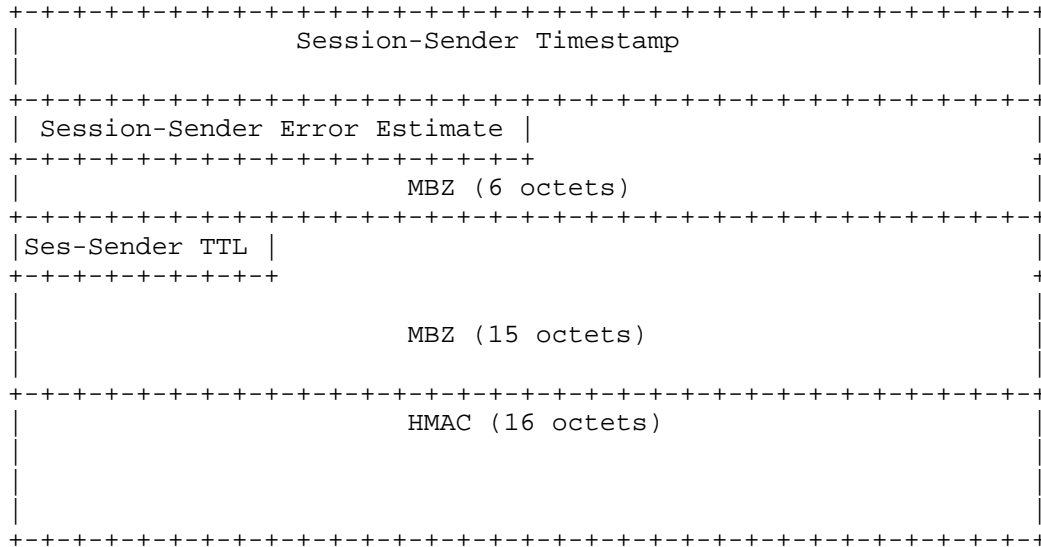 +-+-+-+-+-+-+-+-+-+-+-+-+-+-+-+-+-+-+-+-+-+-+-+-+-+-+-+-+-+-+-+-+-+
|                  Session-Sender Timestamp                      |
|                                                                |
+-+-+-+-+-+-+-+-+-+-+-+-+-+-+-+-+-+-+-+-+-+-+-+-+-+-+-+-+-+-+-+-+-+
| Session-Sender Error Estimate |                                |
+-+-+-+-+-+-+-+-+-+-+-+-+-+-+-+-+                                +
|                         MBZ (6 octets)                         |
+-+-+-+-+-+-+-+-+-+-+-+-+-+-+-+-+-+-+-+-+-+-+-+-+-+-+-+-+-+-+-+-+-+
|Ses-Sender TTL |                                                |
+-+-+-+-+-+-+-+-+                                                +
|                                                                |
|                         MBZ (15 octets)                        |
|                                                                |
+-+-+-+-+-+-+-+-+-+-+-+-+-+-+-+-+-+-+-+-+-+-+-+-+-+-+-+-+-+-+-+-+-+
|                         HMAC (16 octets)                       |
|                                                                |
|                                                                |
|                                                                |
+-+-+-+-+-+-+-+-+-+-+-+-+-+-+-+-+-+-+-+-+-+-+-+-+-+-+-+-+-+-+-+-+-+